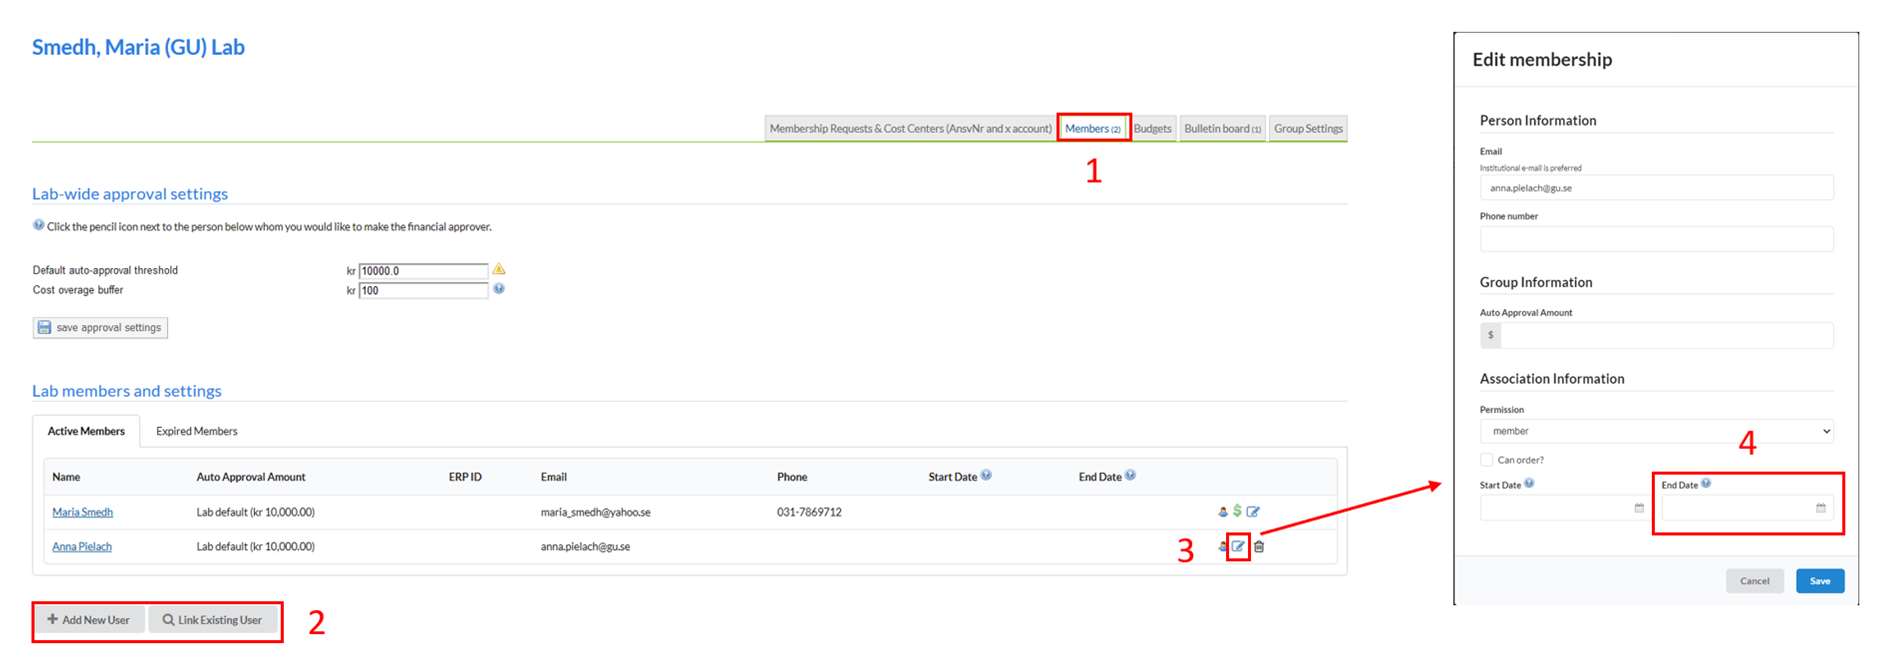 Smedh, Maria (GU) Lab
Membership Requests & Cost Centers (AnsvNr and x account) Members (2) Budgets Bulletin board (1) Group Settings
1
Lab-wide approval settings
Click the pencil icon next to the person below whom you would like to make the financial approver.
Default auto-approval threshold kr 10000.0
Cost overage buffer kr 100
save approval settings
Lab members and settings
Active Members Expired Members
Name Auto Approval Amount ERP ID Email Phone Start Date End Date
Maria Smedh Lab default (kr 10,000.00) maria_smedh@yahoo.se 031-7869712
Anna Pielach Lab default (kr 10,000.00) anna.pielach@gu.se
3
Add New User Link Existing User
2
Edit membership
Person Information
Email
Institutional e-mail is preferred
anna.pielach@gu.se
Phone number
Group Information
Auto Approval Amount
$
Association Information
Permission
member
4
Can order?
Start Date End Date
Cancel Save